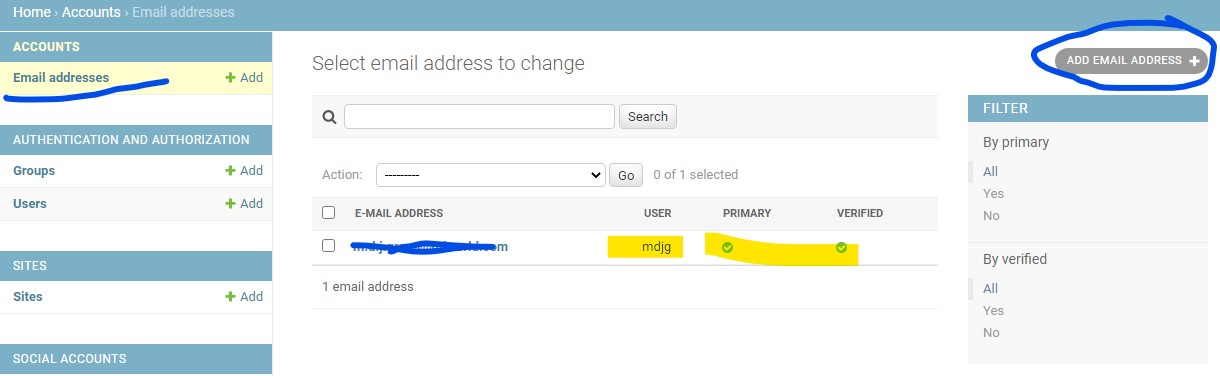 Home › Accounts › Email addresses
ACCOUNTS
Email addresses + Add
AUTHENTICATION AND AUTHORIZATION
Groups + Add
Users + Add
SITES
Sites + Add
SOCIAL ACCOUNTS
Select email address to change
ADD EMAIL ADDRESS +
Search
Action: --------- Go 0 of 1 selected
E-MAIL ADDRESS USER PRIMARY VERIFIED
mdjg
1 email address
FILTER
By primary
All
Yes
No
By verified
All
Yes
No